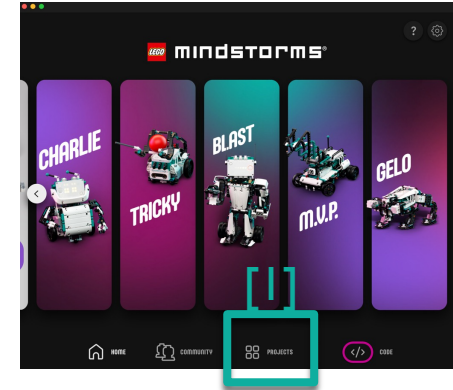 ?
LEGO mindstorms®
CHARLIE
TRICKY
BLAST
M.V.P.
GELO
[ | ]
HOME
COMMUNITY
PROJECTS
</> CODE